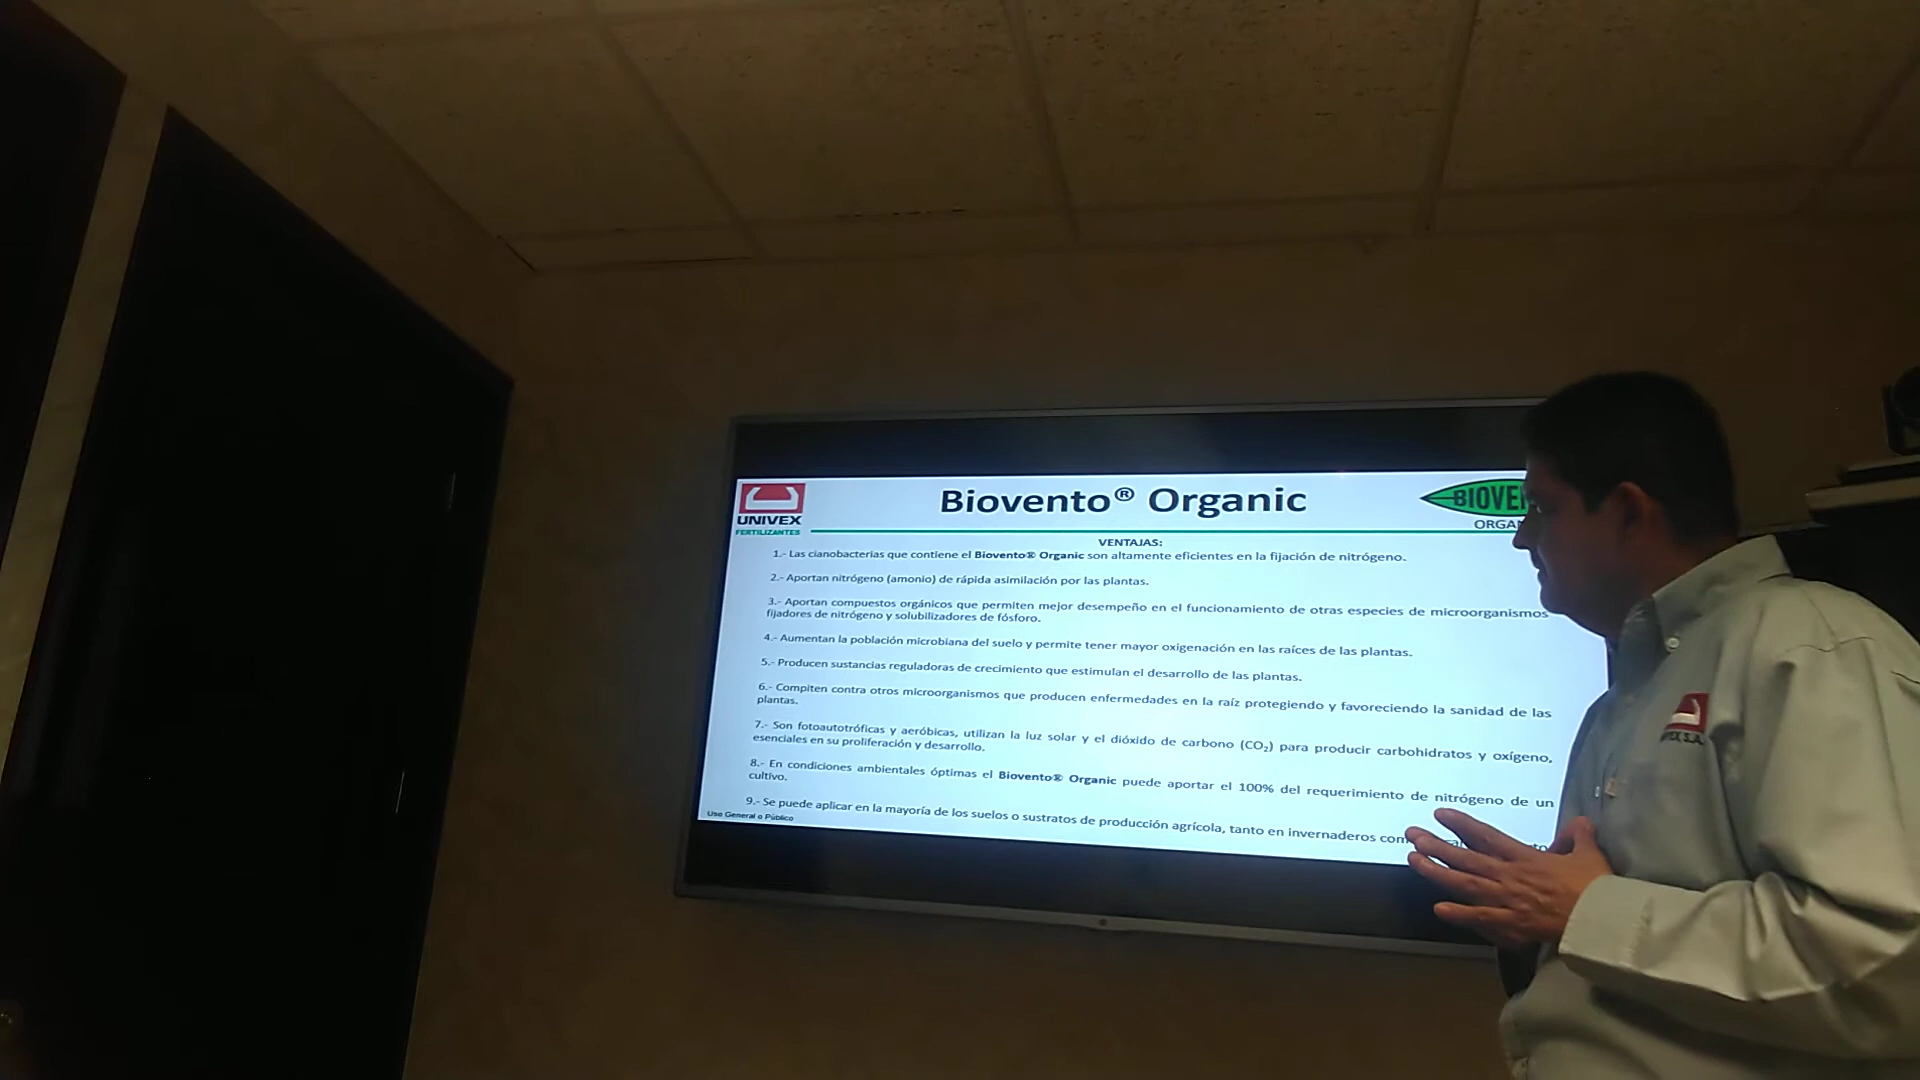 Biovento® Organic
UNIVEX
FERTILIZANTES
ORGA
VENTAJAS:
1.- Las cianobacterias que contiene el Biovento® Organic son altamente eficientes en la fijación de nitrógeno.
2.- Aportan nitrógeno (amonio) de rápida asimilación por las plantas.
3.- Aportan compuestos orgánicos que permiten mejor desempeño en el funcionamiento de otras especies de microorganismos
fijadores de nitrógeno y solubilizadores de fósforo.
4.- Aumentan la población microbiana del suelo y permite tener mayor oxigenación en las raíces de las plantas.
5.- Producen sustancias reguladoras de crecimiento que estimulan el desarrollo de las plantas.
6.- Compiten contra otros microorganismos que producen enfermedades en la raíz protegiendo y favoreciendo la sanidad de las
plantas.
7.- Son fotoautotróficas y aeróbicas, utilizan la luz solar y el dióxido de carbono (CO₂) para producir carbohidratos y oxígeno,
esenciales en su proliferación y desarrollo.
8.- En condiciones ambientales óptimas el Biovento® Organic puede aportar el 100% del requerimiento de nitrógeno de un
cultivo.
9.- Se puede aplicar en la mayoría de los suelos o sustratos de producción agrícola, tanto en invernaderos com
Uso General o Público